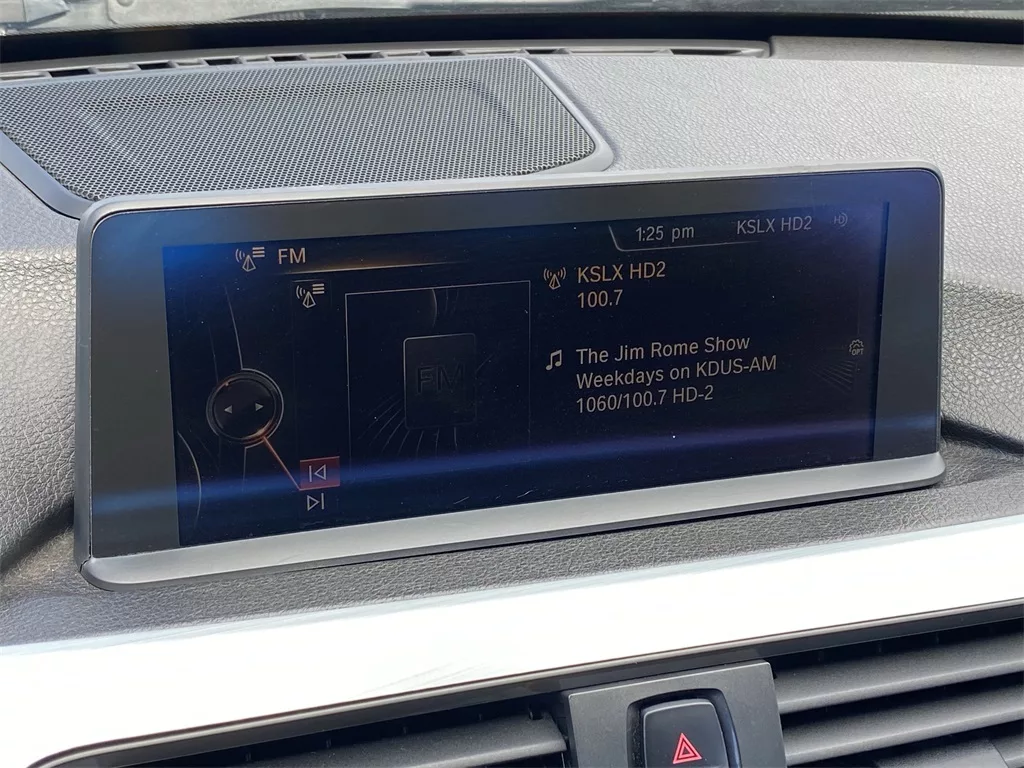 FM
1:25 pm
KSLX HD2
KSLX HD2
100.7
FM
The Jim Rome Show
Weekdays on KDUS-AM
1060/100.7 HD-2
OPT